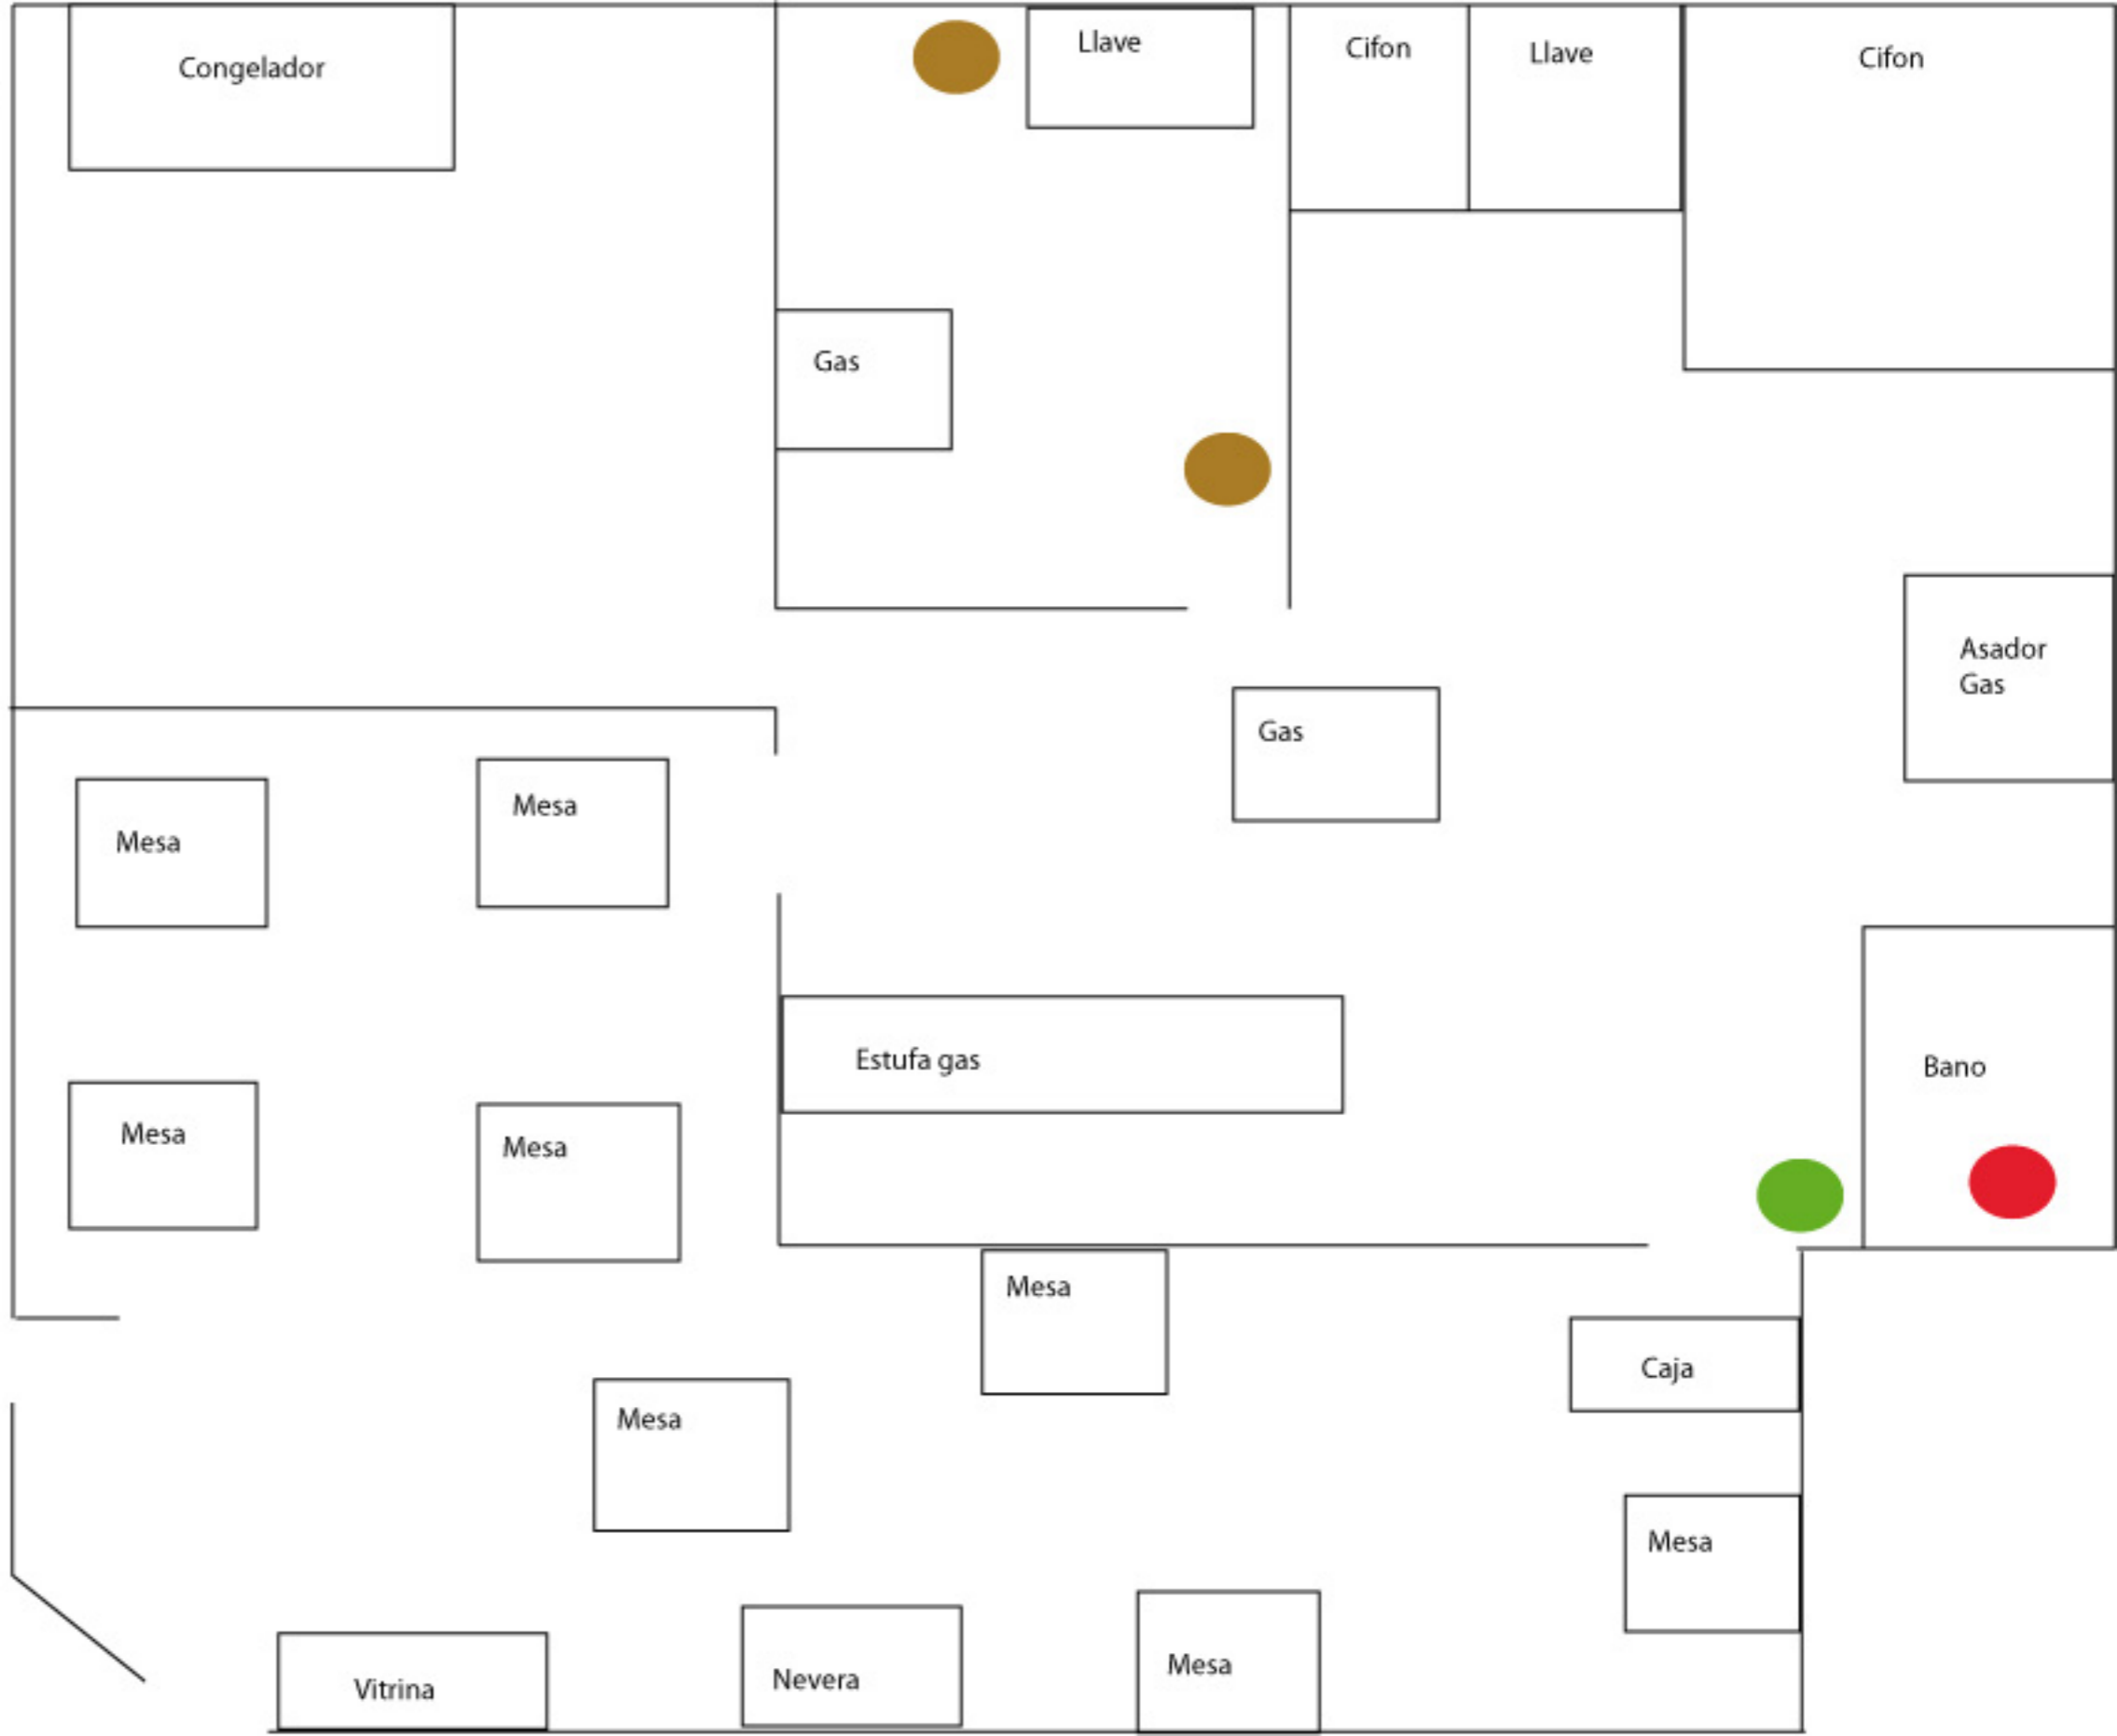 Congelador
Llave
Cifon
Llave
Cifon
Gas
Asador
Gas
Gas
Mesa
Mesa
Estufa gas
Bano
Mesa
Mesa
Mesa
Caja
Mesa
Mesa
Mesa
Nevera
Vitrina